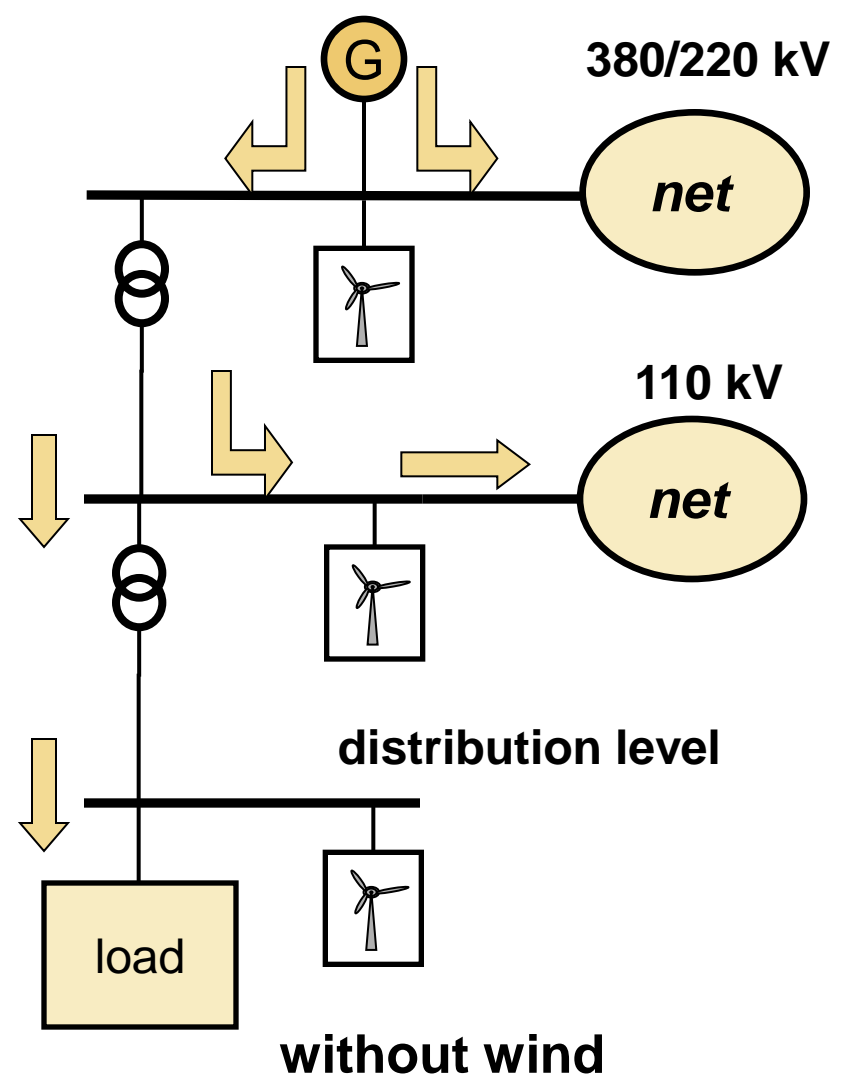 G
380/220 kV
net
110 kV
net
distribution level
load
without wind